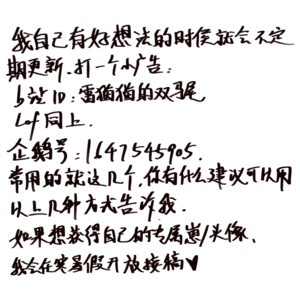 我自己有好想法的时候就会不定
期更新.打一个小广告:
b站ID:雷猫猫的双马尾
Lof同上.
企鹅号:1647545905.
常用的就这几个,你有什么建议可以用
以上几种方式告诉我.
如果想获得自己的专属崽/头像、
我会在寒暑假开放接稿♥